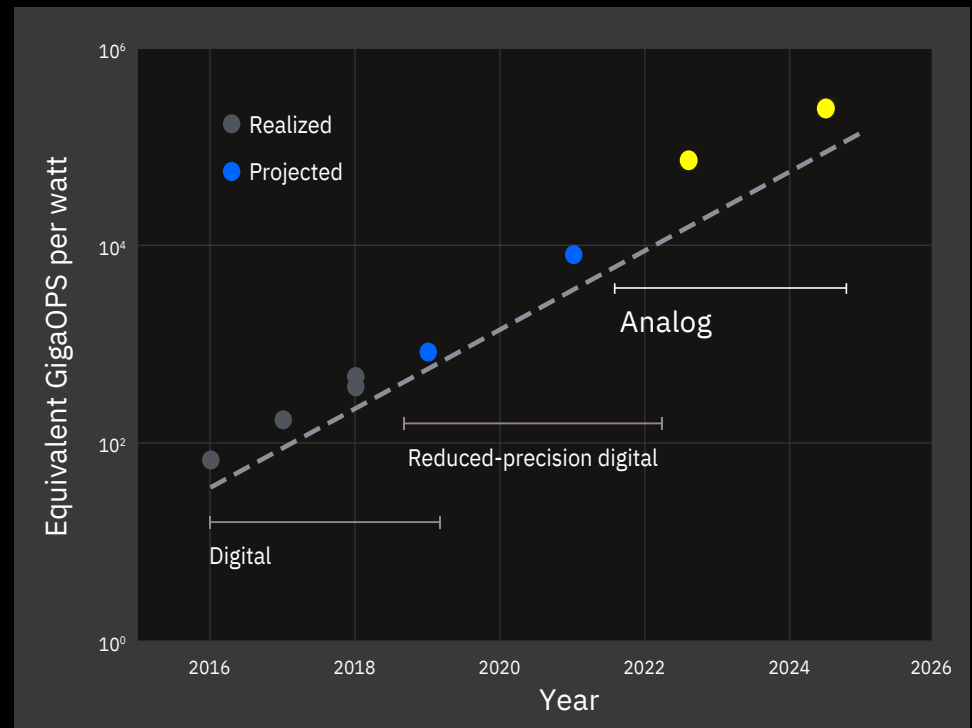 10⁶
Realized
Projected
Equivalent GigaOPS per watt
10⁴
Analog
10²
Reduced-precision digital
Digital
10⁰
2016 2018 2020 2022 2024 2026
Year